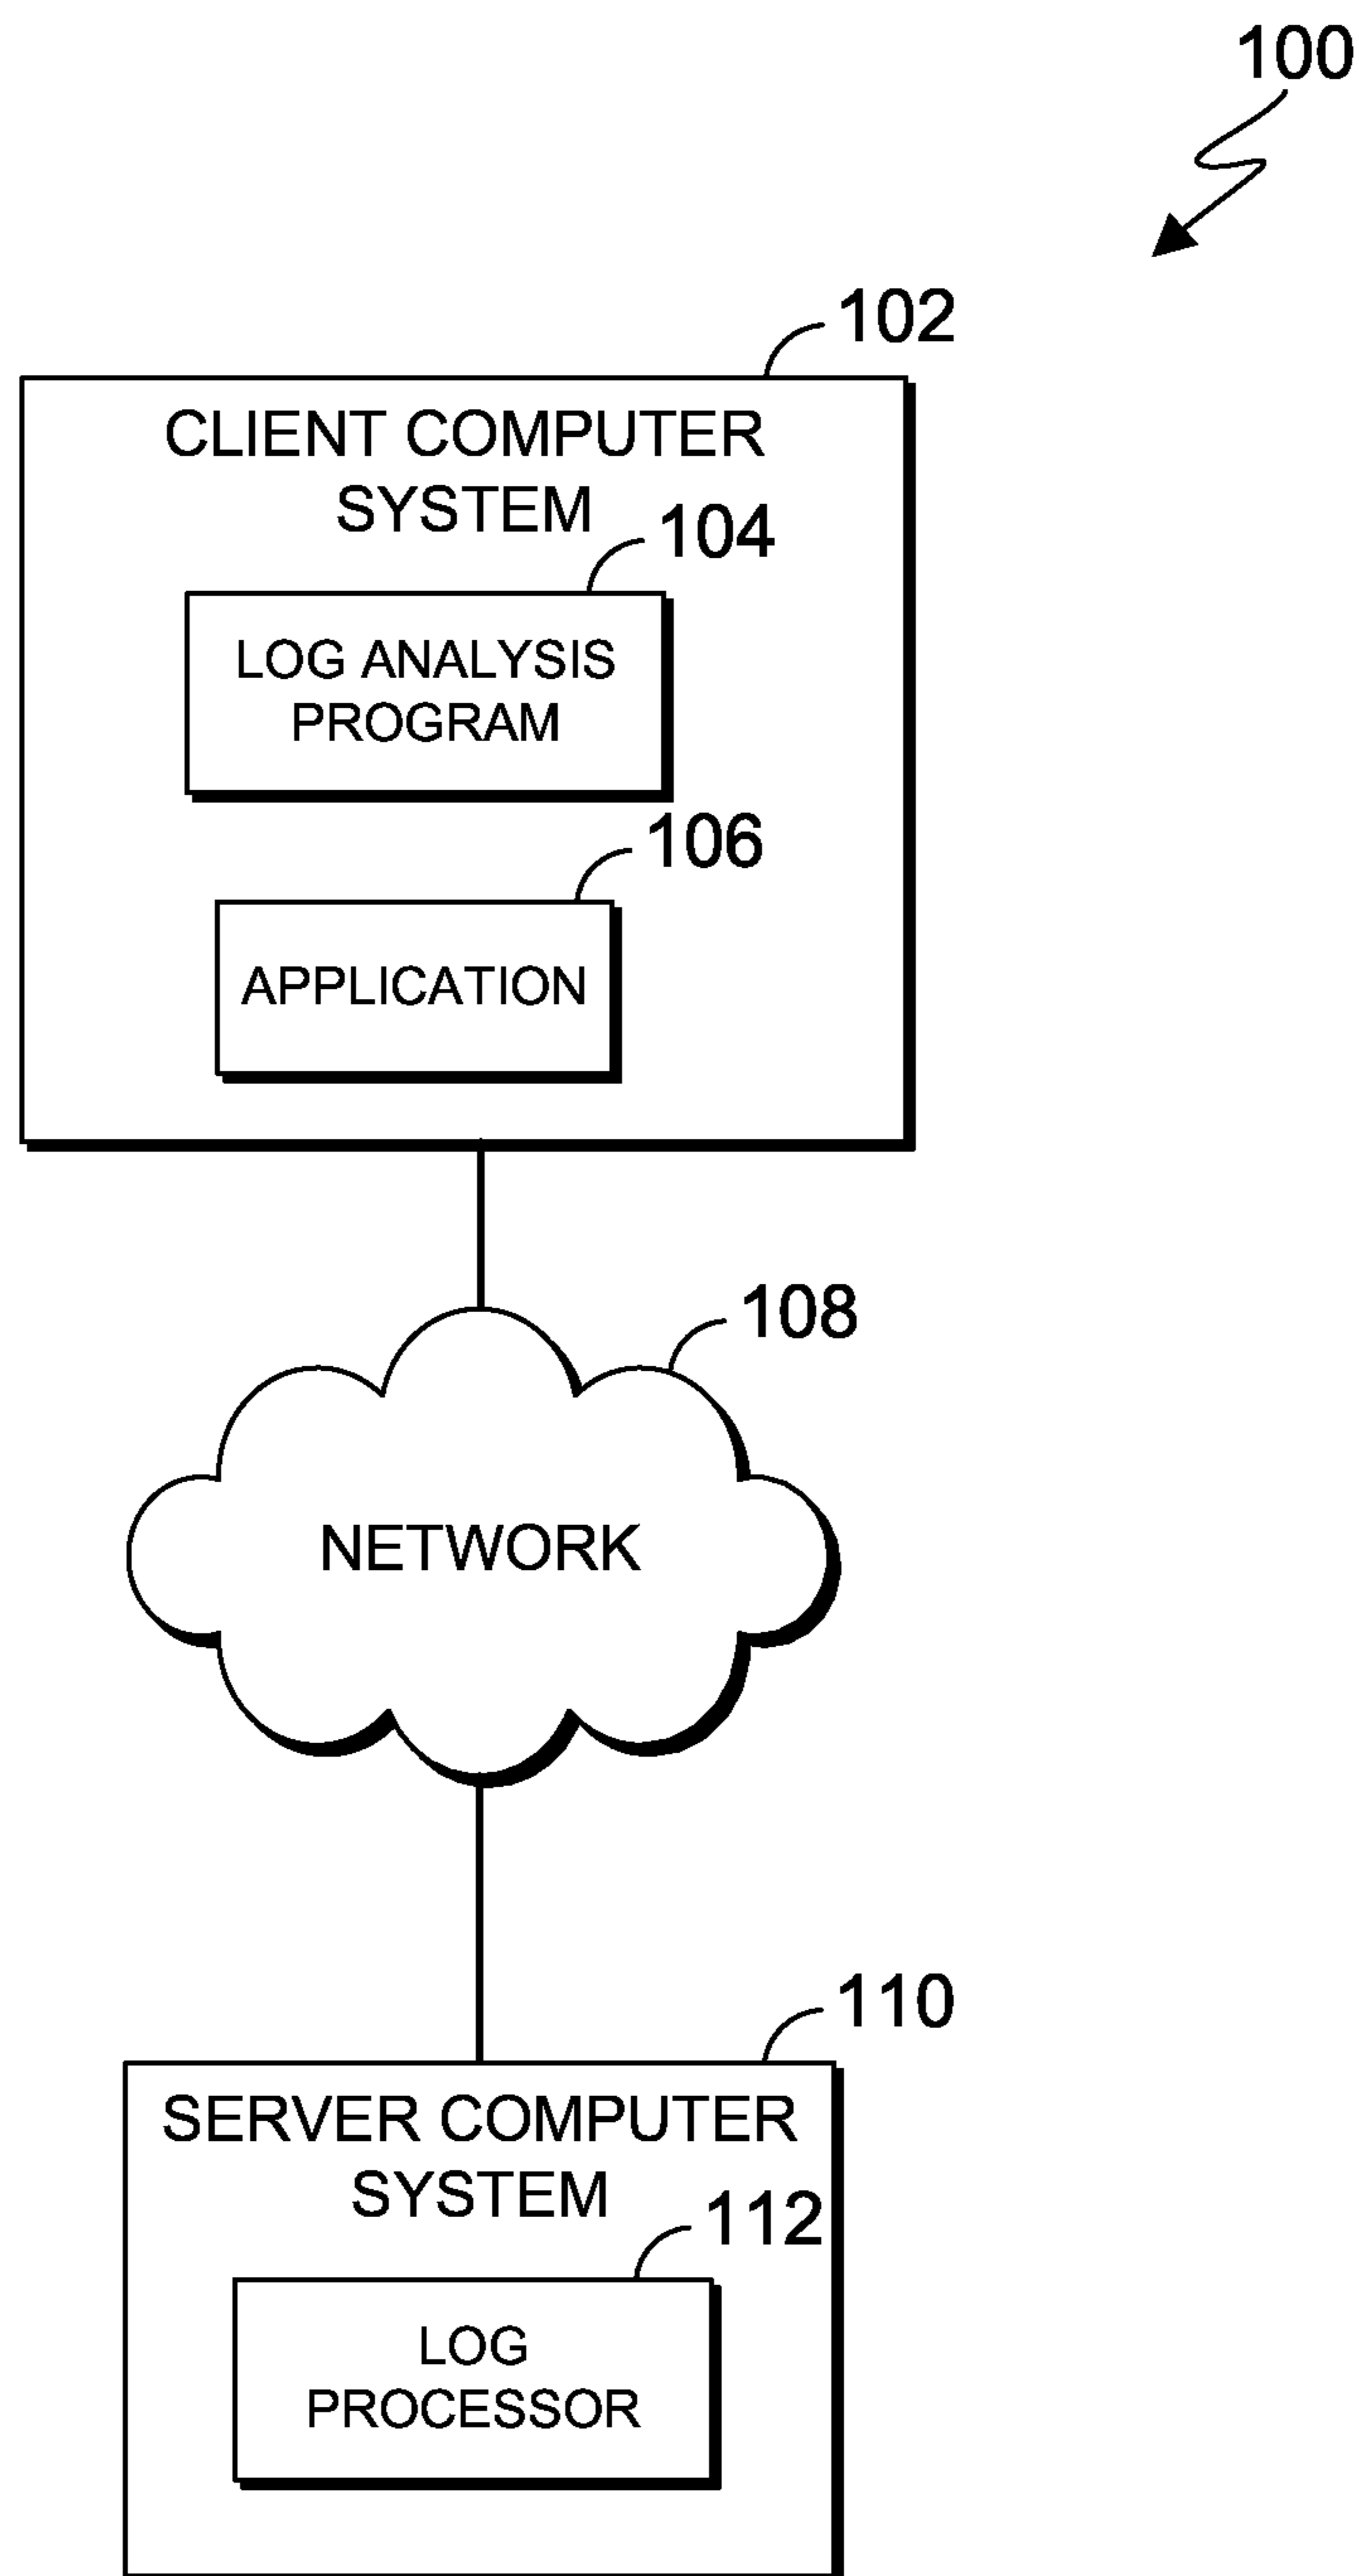 100
102
CLIENT COMPUTER
SYSTEM
104
LOG ANALYSIS
PROGRAM
106
APPLICATION
108
NETWORK
110
SERVER COMPUTER
SYSTEM
112
LOG
PROCESSOR